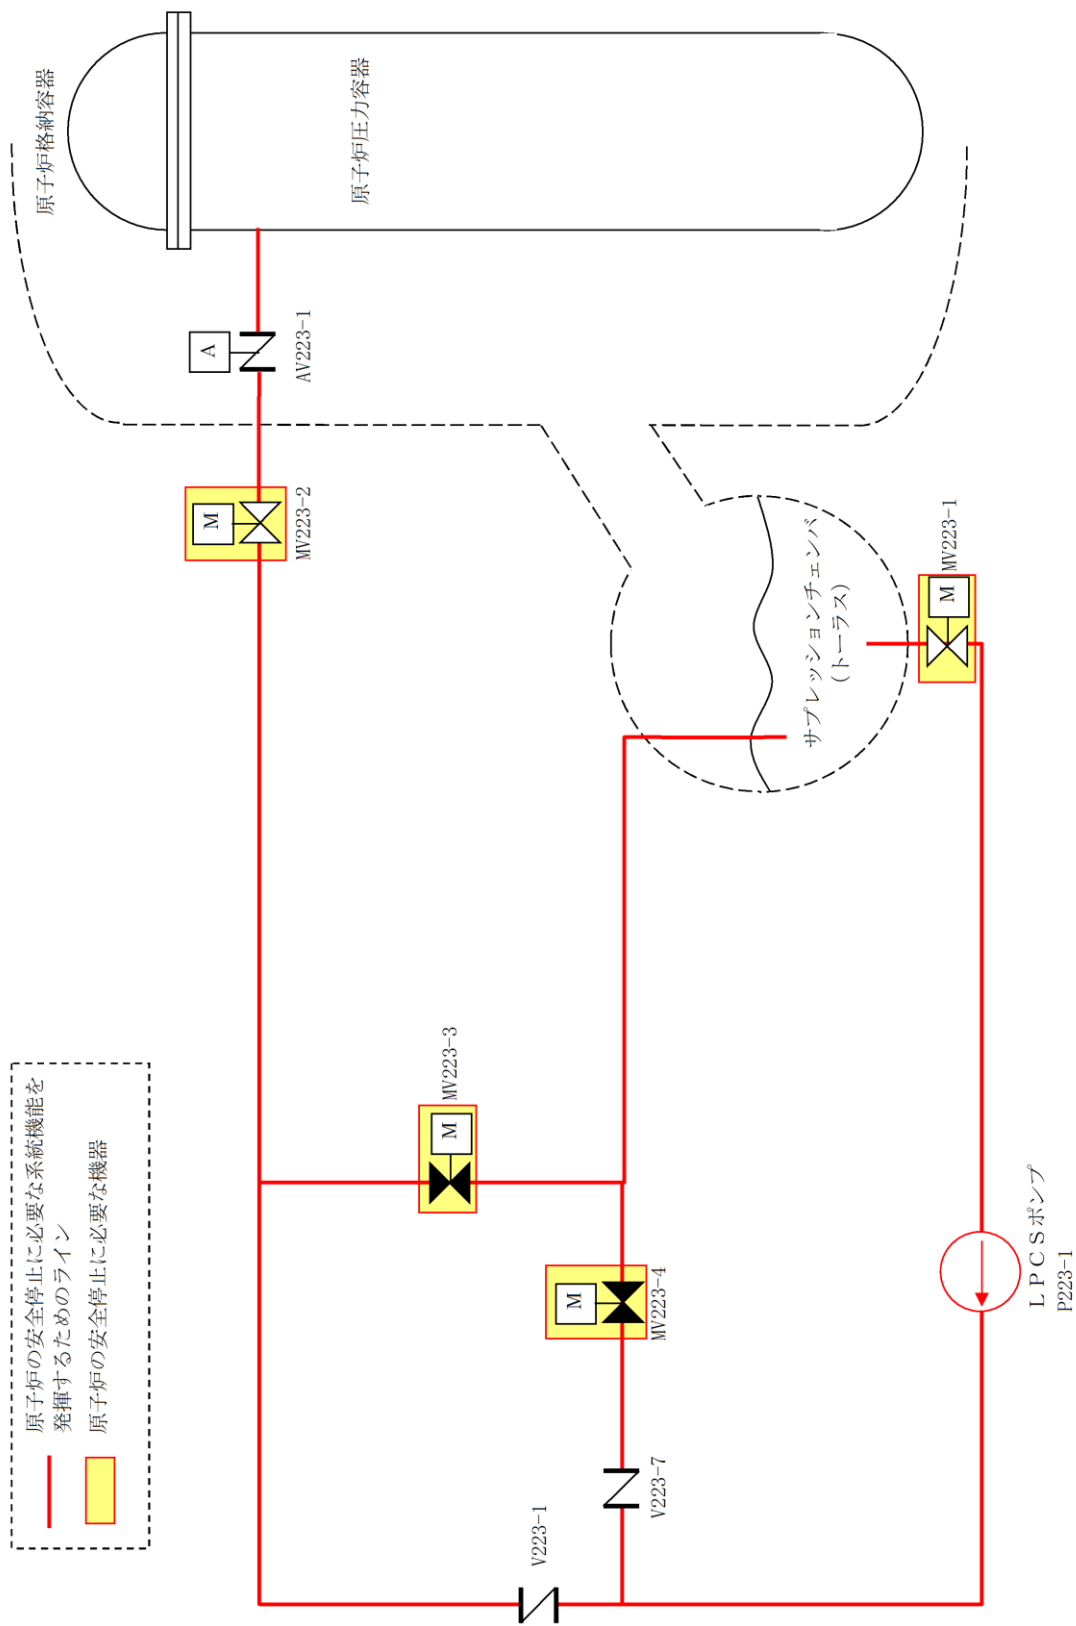 原子炉の安全停止に必要な系統機能を
発揮するためのライン
原子炉の安全停止に必要な機器
原子炉格納容器
原子炉圧力容器
A
AV223-1
M
MV223-2
サプレッションチェンバ
(トーラス)
M
MV223-1
M
MV223-3
M
MV223-4
V223-7
V223-1
LPCSポンプ
P223-1